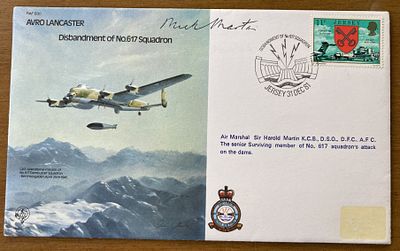 AVRO LANCASTER
Disbandment of No.617 Squadron
Mick Martin
DISBANDMENT OF No 617 SQUADRON
JERSEY 31 DEC 81
JERSEY
Air Marshal Sir Harold Martin K.C.B., D.S.O., D.F.C., A.F.C.
The senior Surviving member of No. 617 squadron's attack
on the dams.